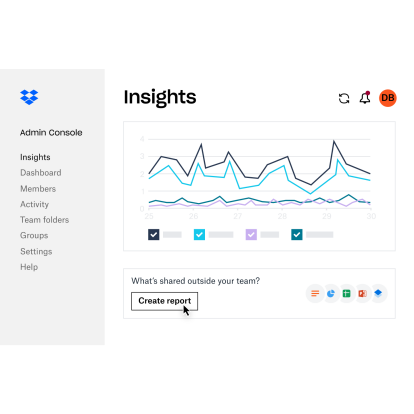 Insights
DB
Admin Console
Insights
Dashboard
Members
Activity
Team folders
Groups
Settings
Help
4
3
2
1
0
25
26
27
28
29
30
What's shared outside your team?
Create report